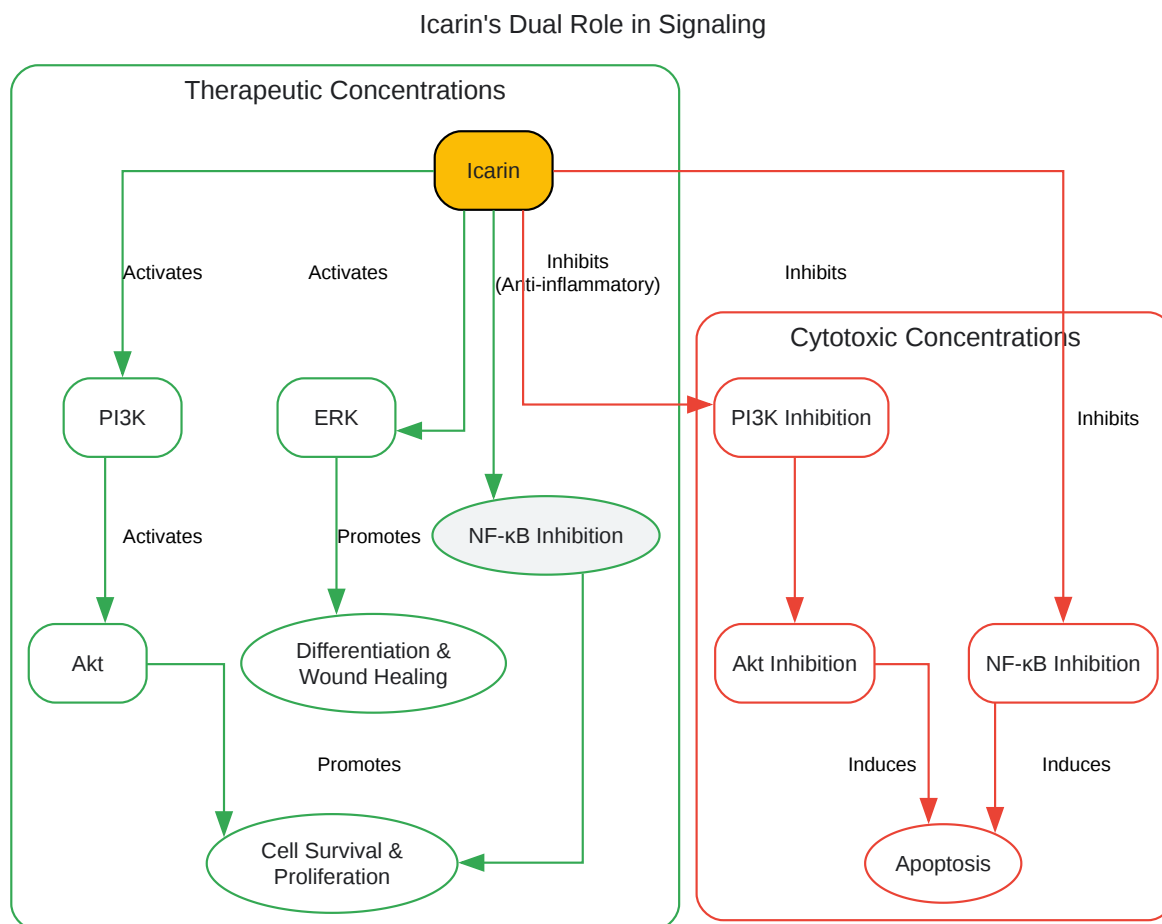 Icarin's Dual Role in Signaling
Therapeutic Concentrations
Icarin
Activates
Activates
Inhibits
(Anti-inflammatory)
Inhibits
Cytotoxic Concentrations
PI3K
ERK
PI3K Inhibition
Inhibits
Activates
Promotes
NF-κB Inhibition
Akt
Differentiation &
Wound Healing
Akt Inhibition
NF-κB Inhibition
Promotes
Induces
Induces
Cell Survival &
Proliferation
Apoptosis